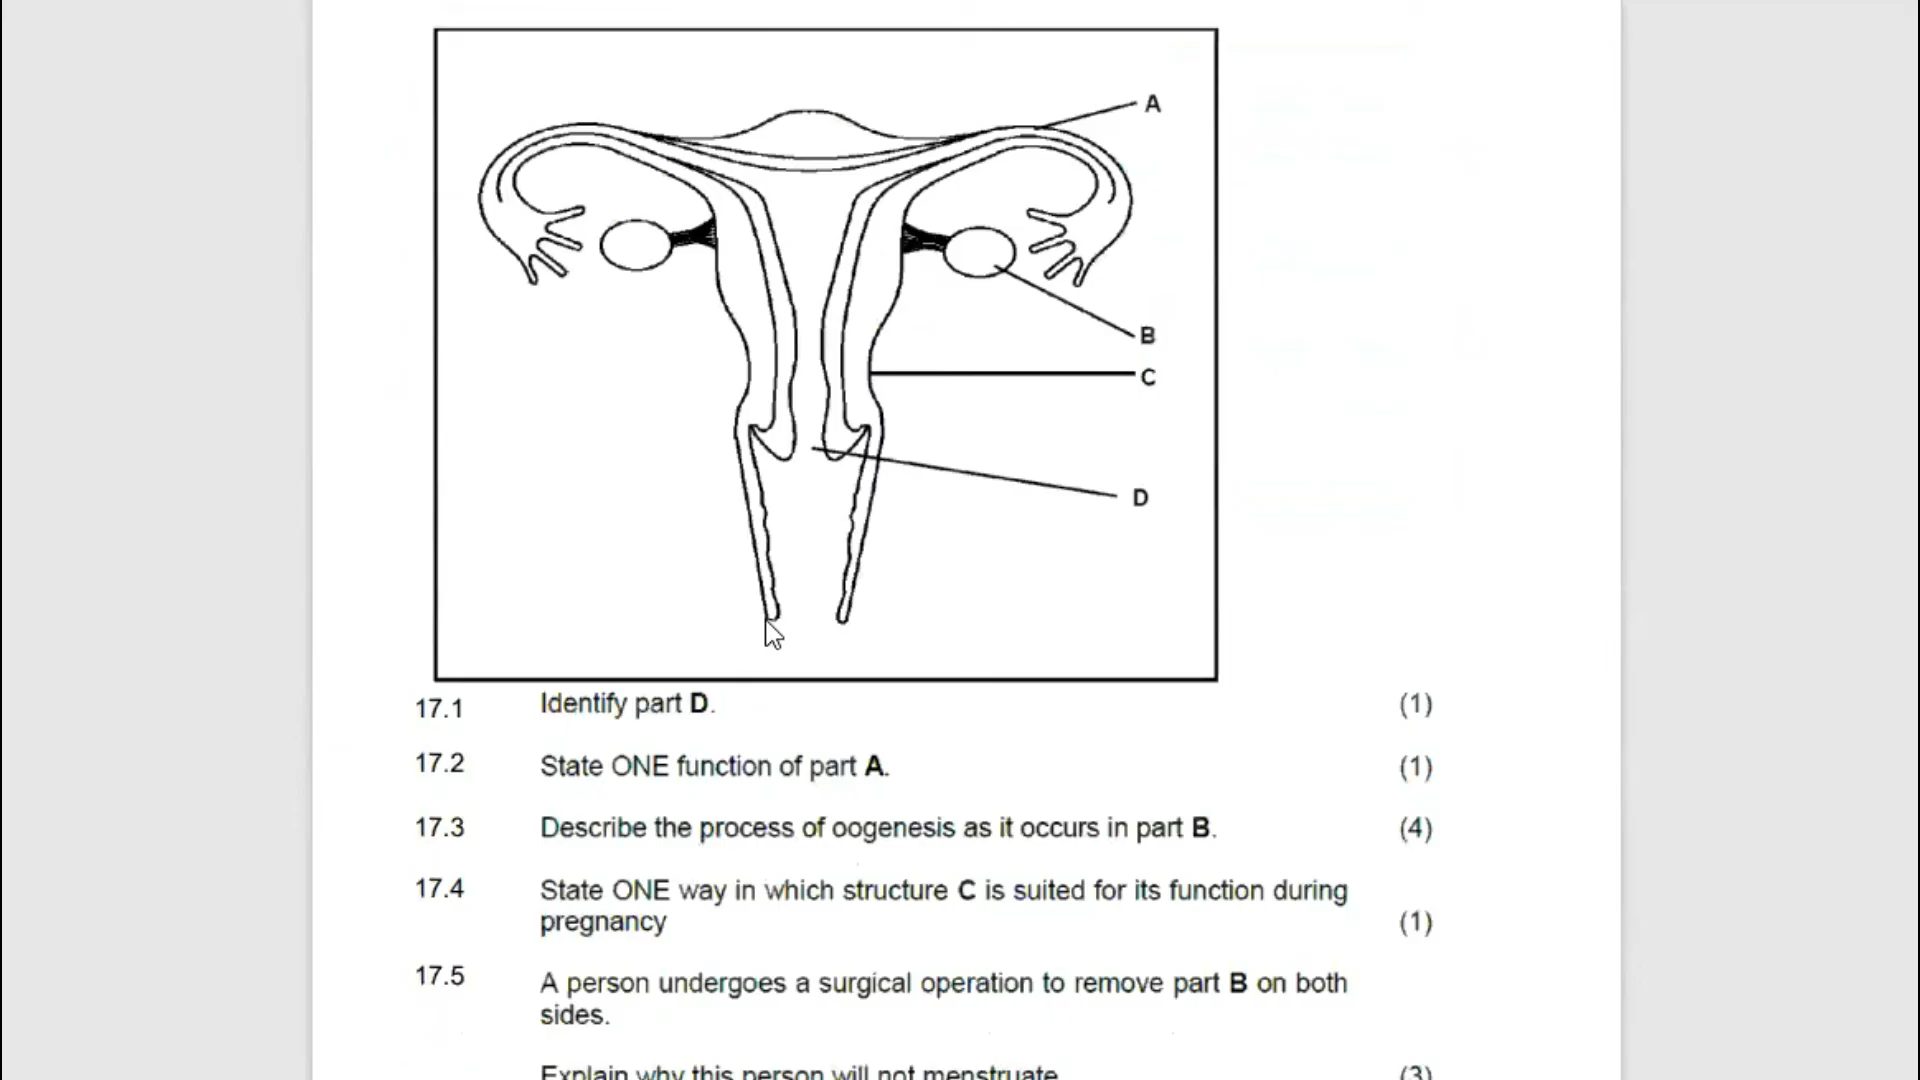 A
B
C
D
17.1 Identify part D. (1)
17.2 State ONE function of part A. (1)
17.3 Describe the process of oogenesis as it occurs in part B. (4)
17.4 State ONE way in which structure C is suited for its function during
pregnancy (1)
17.5 A person undergoes a surgical operation to remove part B on both
sides.
Explain why this person will not menstruate (3)